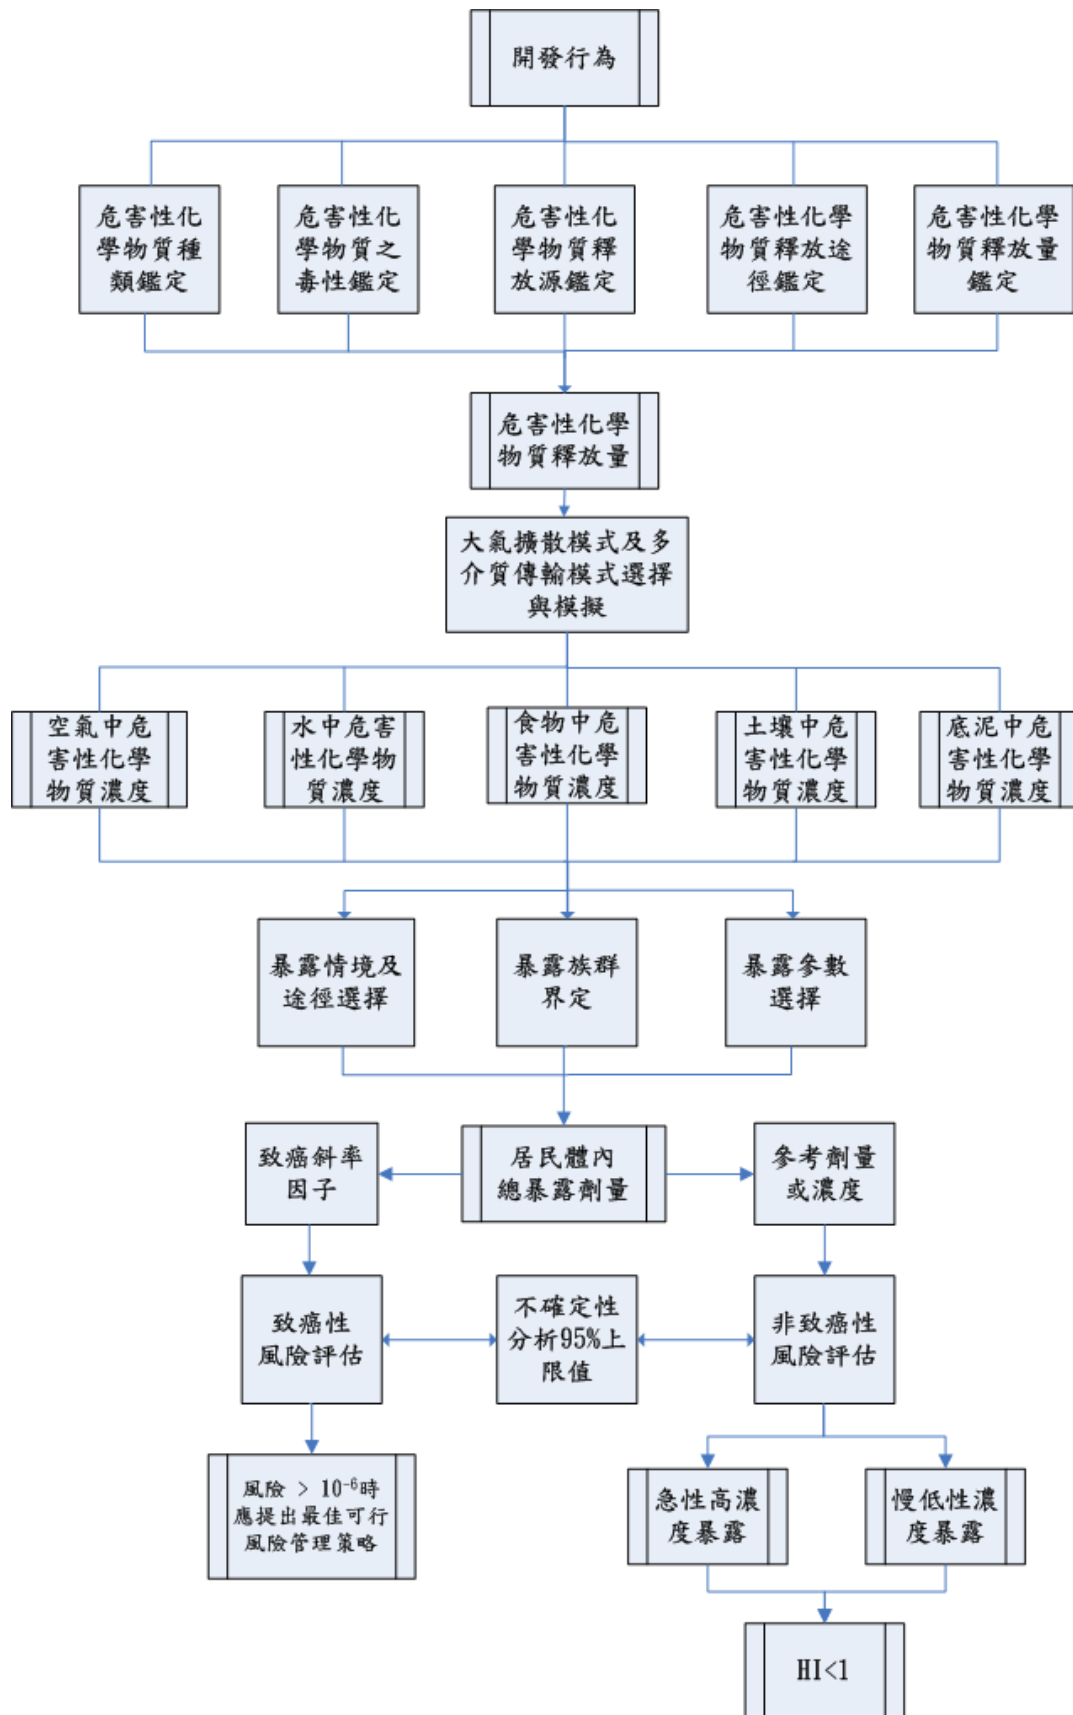 開發行為
危害性化
學物質種
類鑑定
危害性化
學物質之
毒性鑑定
危害性化
學物質釋
放源鑑定
危害性化學
物質釋放途
徑鑑定
危害性化學
物質釋放量
鑑定
危害性化學
物質釋放量
大氣擴散模式及多
介質傳輸模式選擇
與模擬
空氣中危
害性化學
物質濃度
水中危害
性化學物
質濃度
食物中危
害性化學
物質濃度
土壤中危
害性化學
物質濃度
底泥中危
害性化學
物質濃度
暴露情境及
途徑選擇
暴露族群
界定
暴露參數
選擇
致癌斜率
因子
居民體內
總暴露劑量
參考劑量
或濃度
致癌性
風險評估
不確定性
分析95%上
限值
非致癌性
風險評估
風險 > 10⁻⁶時
應提出最佳可行
風險管理策略
急性高濃
度暴露
慢低性濃
度暴露
HI<1